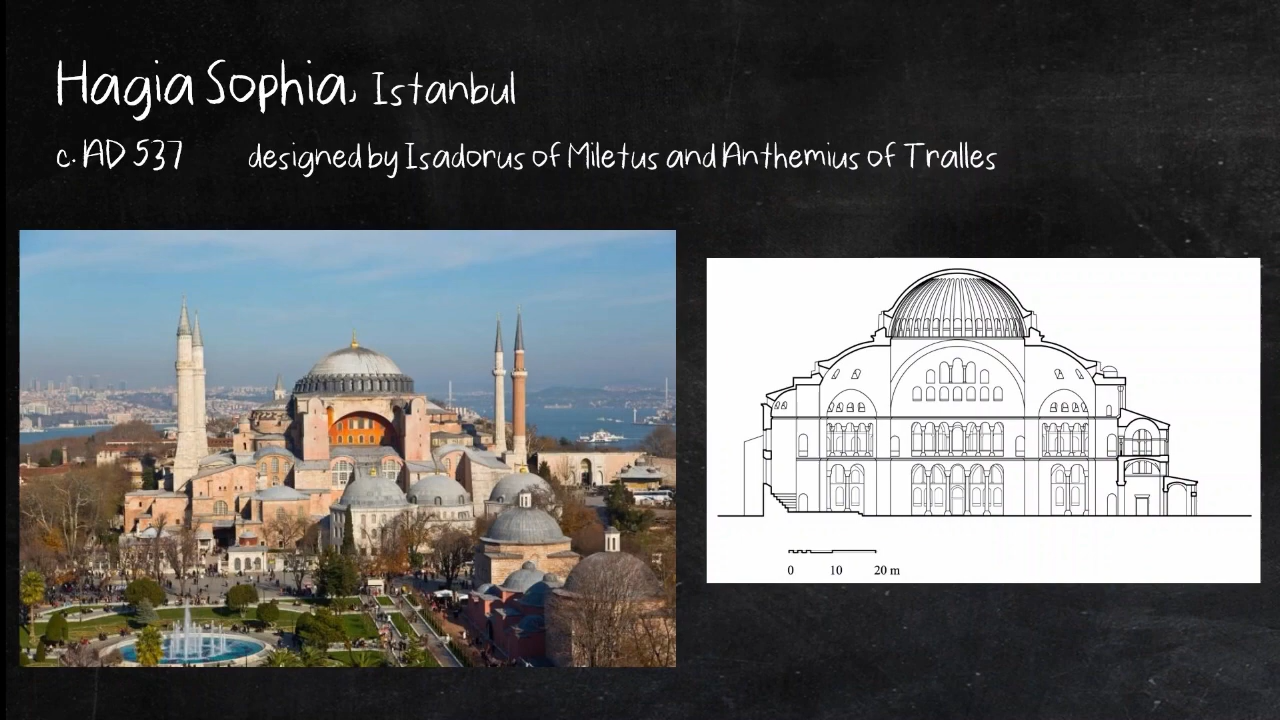 Hagia Sophia, Istanbul
c. AD 537 designed by Isadorus of Miletus and Anthemius of Tralles
0 10 20 m